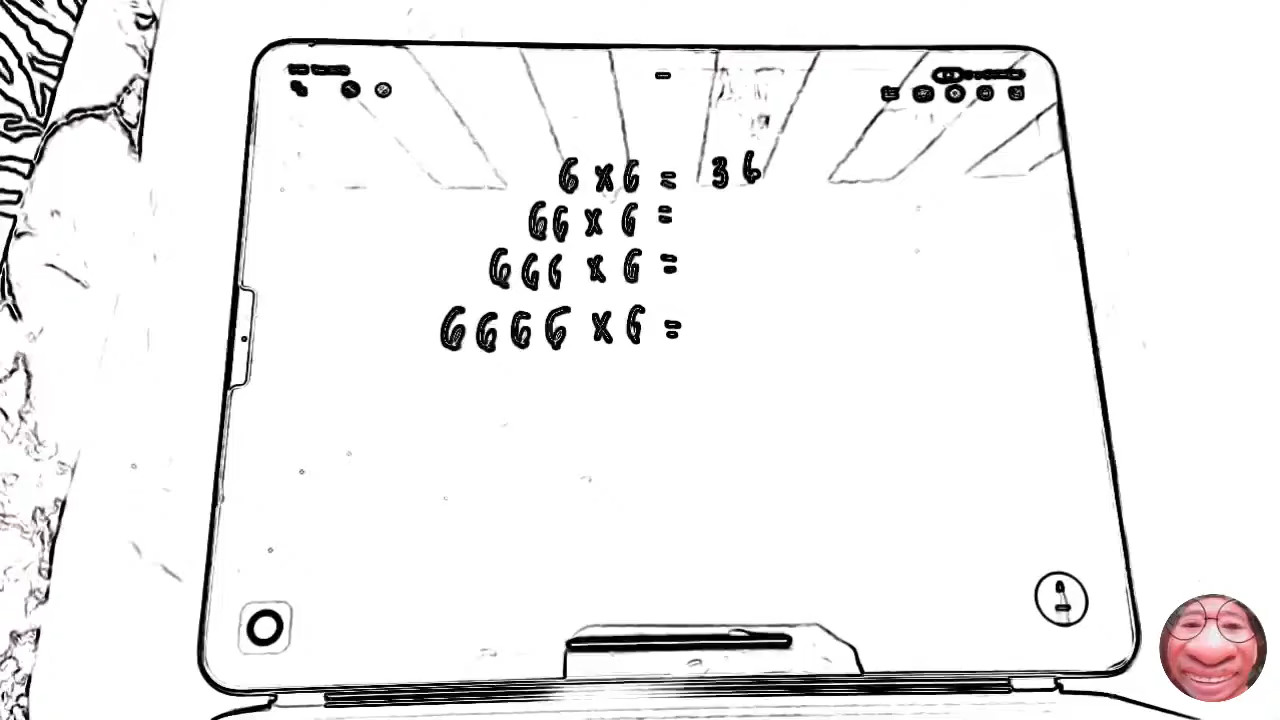 6 x 6 = 36
66 x 6 =
666 x 6 =
6666 x 6 =